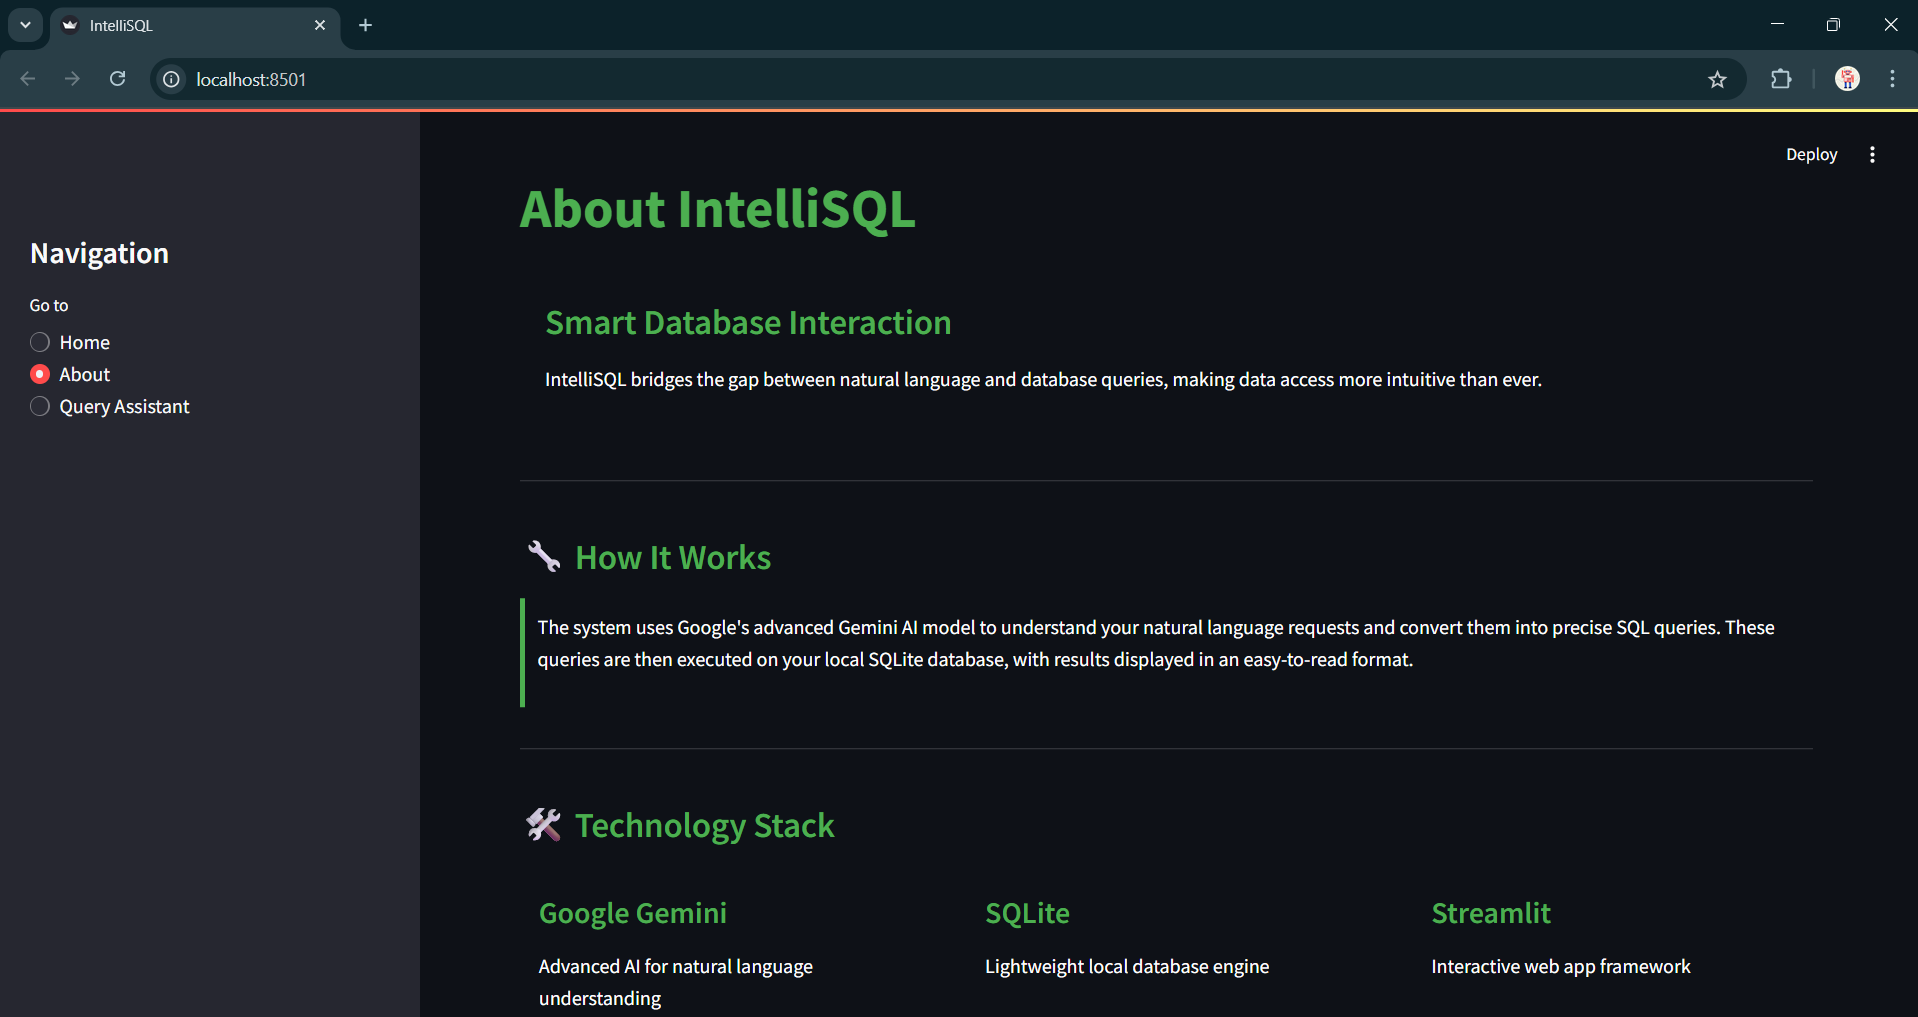 IntelliSQL
localhost:8501
Deploy
Navigation
Go to
Home
About
Query Assistant
About IntelliSQL
Smart Database Interaction
IntelliSQL bridges the gap between natural language and database queries, making data access more intuitive than ever.
How It Works
The system uses Google's advanced Gemini AI model to understand your natural language requests and convert them into precise SQL queries. These
queries are then executed on your local SQLite database, with results displayed in an easy-to-read format.
Technology Stack
Google Gemini
Advanced AI for natural language
understanding
SQLite
Lightweight local database engine
Streamlit
Interactive web app framework